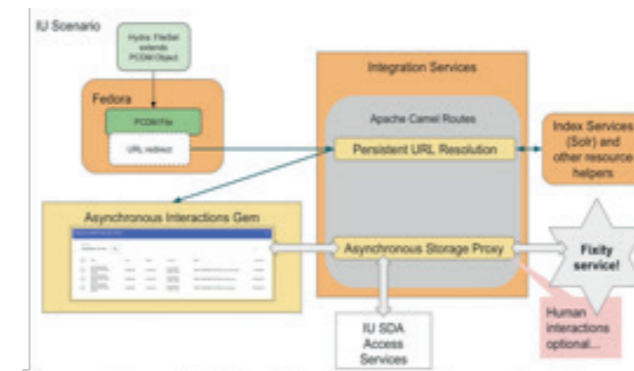 IU Scenario
Hydra::FileSet
extends
PCDM Object
Integration Services
Fedora
PCDM File
URL redirect
Apache Camel Routes
Persistent URL Resolution
Index Services
(Solr) and
other resource
helpers
Asynchronous Interactions Gem
Asynchronous Storage Proxy
Fixity
service!
Human
interactions
optional...
IU SDA
Access
Services